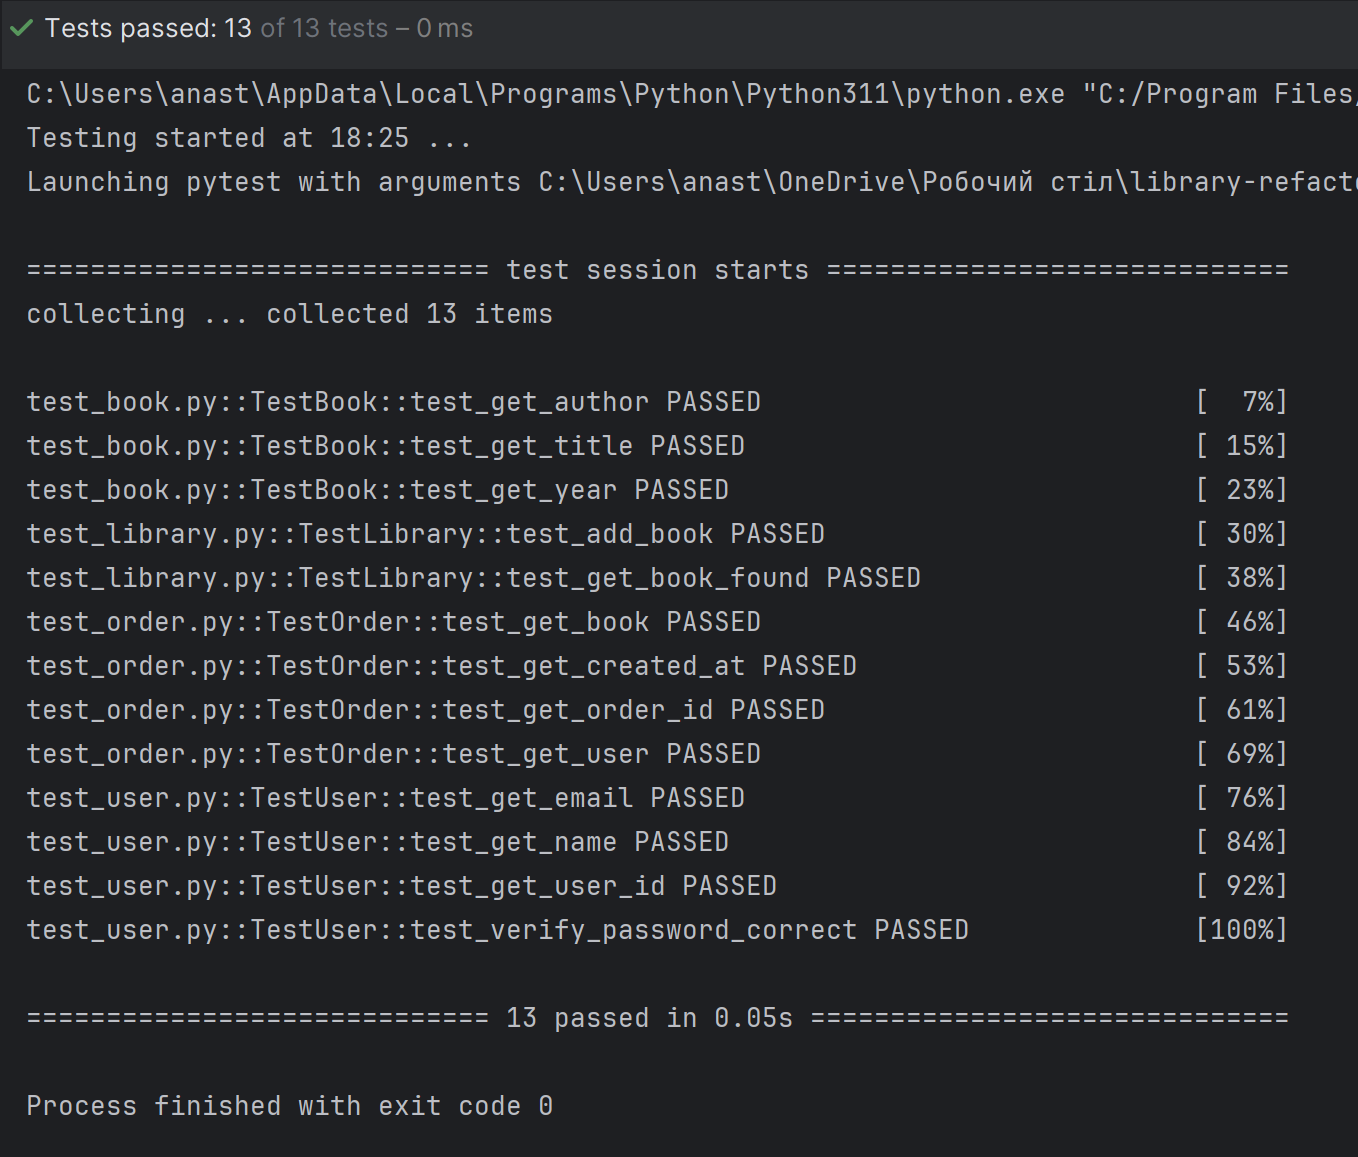 Tests passed: 13 of 13 tests – 0 ms
C:\Users\anast\AppData\Local\Programs\Python\Python311\python.exe "C:/Program Files/
Testing started at 18:25 ...
Launching pytest with arguments C:\Users\anast\OneDrive\Робочий стіл\library-refacto
============================= test session starts =============================
collecting ... collected 13 items
test_book.py::TestBook::test_get_author PASSED [  7%]
test_book.py::TestBook::test_get_title PASSED [ 15%]
test_book.py::TestBook::test_get_year PASSED [ 23%]
test_library.py::TestLibrary::test_add_book PASSED [ 30%]
test_library.py::TestLibrary::test_get_book_found PASSED [ 38%]
test_order.py::TestOrder::test_get_book PASSED [ 46%]
test_order.py::TestOrder::test_get_created_at PASSED [ 53%]
test_order.py::TestOrder::test_get_order_id PASSED [ 61%]
test_order.py::TestOrder::test_get_user PASSED [ 69%]
test_user.py::TestUser::test_get_email PASSED [ 76%]
test_user.py::TestUser::test_get_name PASSED [ 84%]
test_user.py::TestUser::test_get_user_id PASSED [ 92%]
test_user.py::TestUser::test_verify_password_correct PASSED [100%]
============================= 13 passed in 0.05s ==============================
Process finished with exit code 0